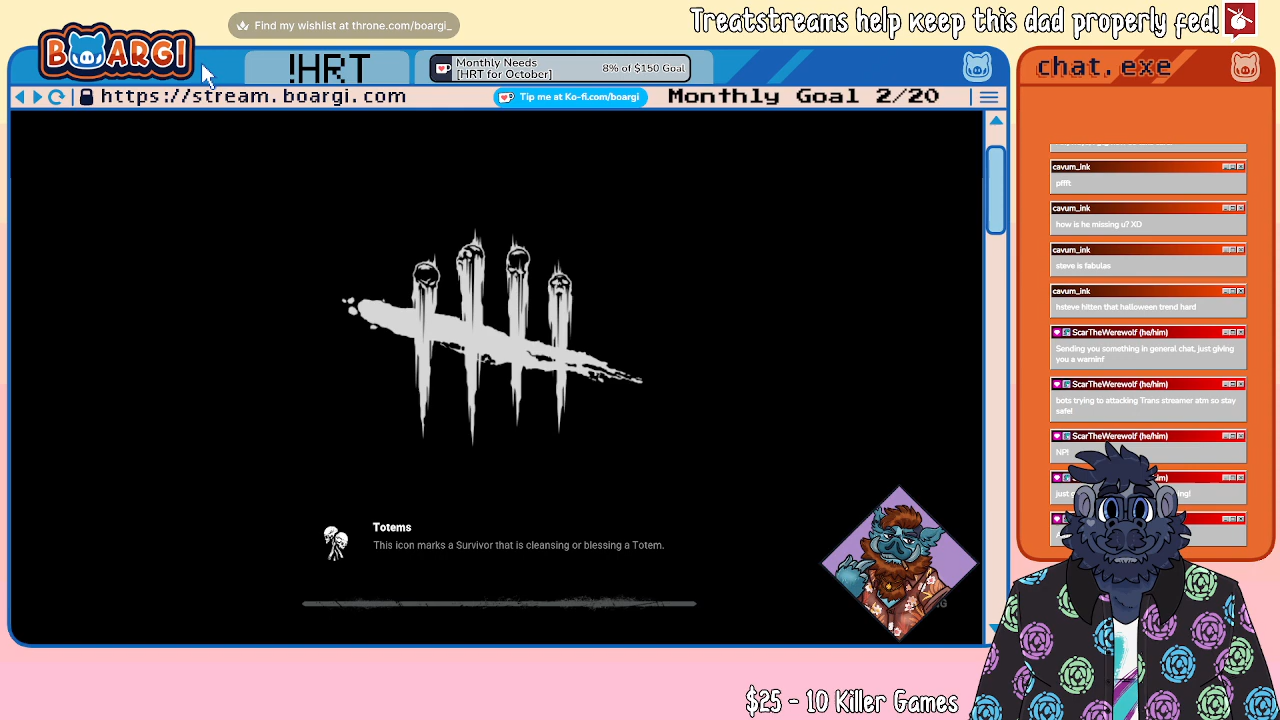 Find my wishlist at throne.com/boargi_
Treatstreams help keep this dad properly fed!
BOARGI
!HRT
Monthly Needs
[HRT for October]
8% of $150 Goal
chat.exe
https://stream.boargi.com
Tip me at Ko-fi.com/boargi
Monthly Goal 2/20
cavum_ink
pffft
cavum_ink
how is he missing u? XO
cavum_ink
steve is fabulas
cavum_ink
hsteve hitten that halloween trend hard
ScarTheWerewolf (he/him)
Sending you something in general chat, just giving
you a warninf
ScarTheWerewolf (he/him)
bots trying to attacking Trans streamer atm so stay
safe!
ScarTheWerewolf (he/him)
NP!
Totems
This icon marks a Survivor that is cleansing or blessing a Totem.
$25 - 10 Killer Games